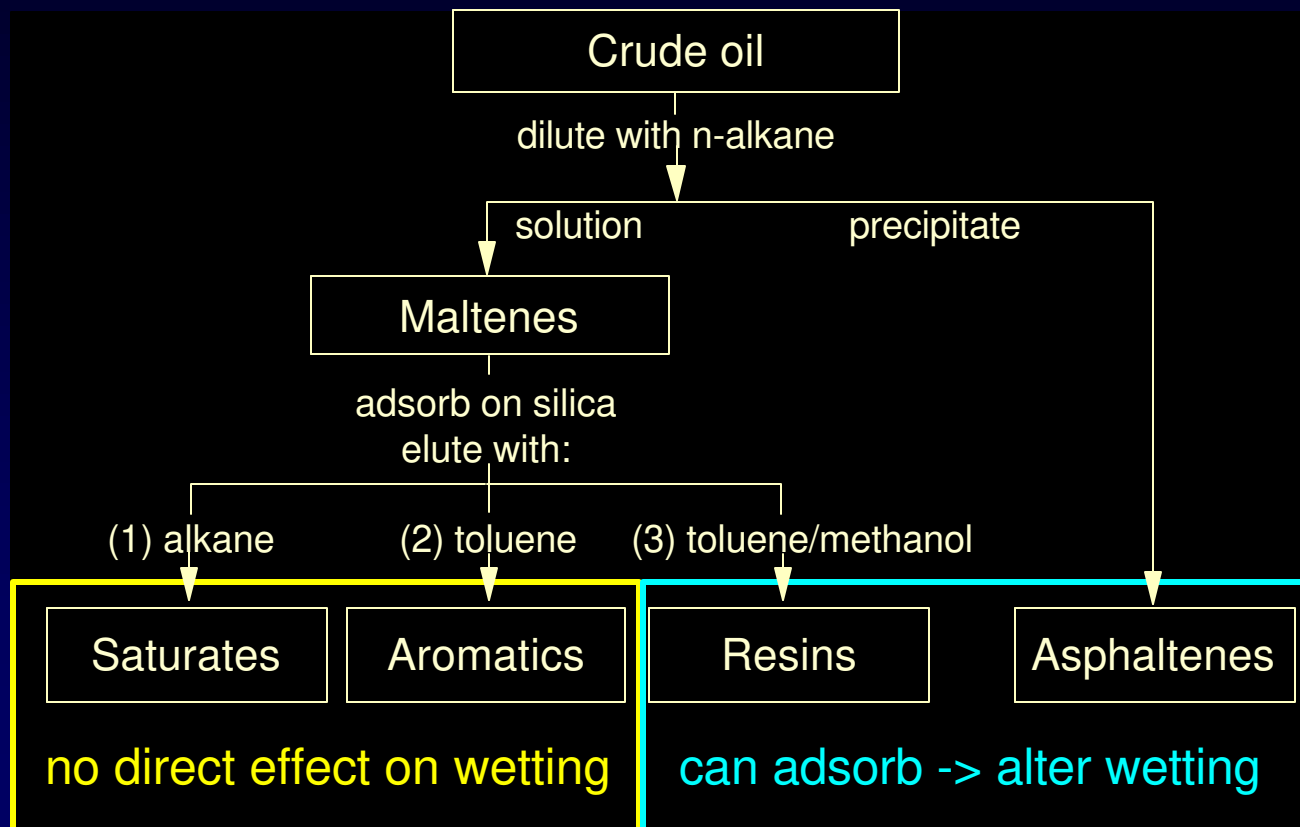 Crude oil
dilute with n-alkane
solution
precipitate
Maltenes
adsorb on silica
elute with:
(1) alkane
(2) toluene
(3) toluene/methanol
Saturates
Aromatics
Resins
Asphaltenes
no direct effect on wetting
can adsorb -> alter wetting